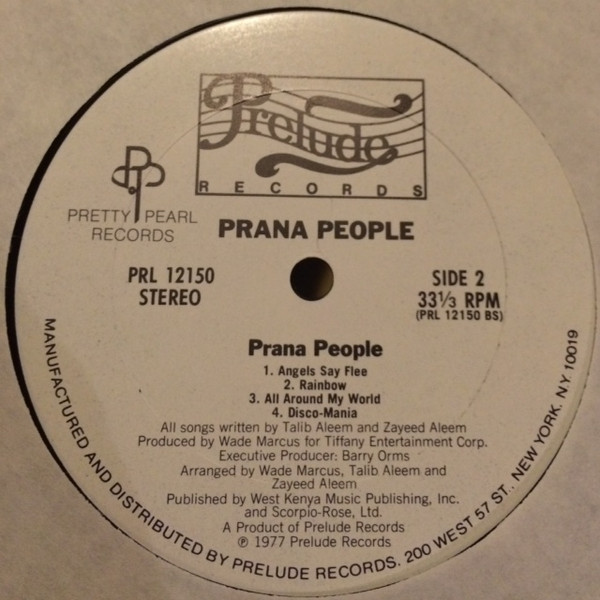 Prelude
RECORDS
PRETTY PEARL
RECORDS
PRANA PEOPLE
PRL 12150
STEREO
SIDE 2
33⅓ RPM
(PRL 12150 BS)
Prana People
1. Angels Say Flee
2. Rainbow
3. All Around My World
4. Disco-Mania
All songs written by Talib Aleem and Zayeed Aleem
Produced by Wade Marcus for Tiffany Entertainment Corp.
Executive Producer: Barry Orms
Arranged by Wade Marcus, Talib Aleem and
Zayeed Aleem
Published by West Kenya Music Publishing, Inc.
and Scorpio-Rose, Ltd.
A Product of Prelude Records
℗ 1977 Prelude Records
MANUFACTURED AND DISTRIBUTED BY PRELUDE RECORDS. 200 WEST 57 ST., NEW YORK. N.Y. 10019